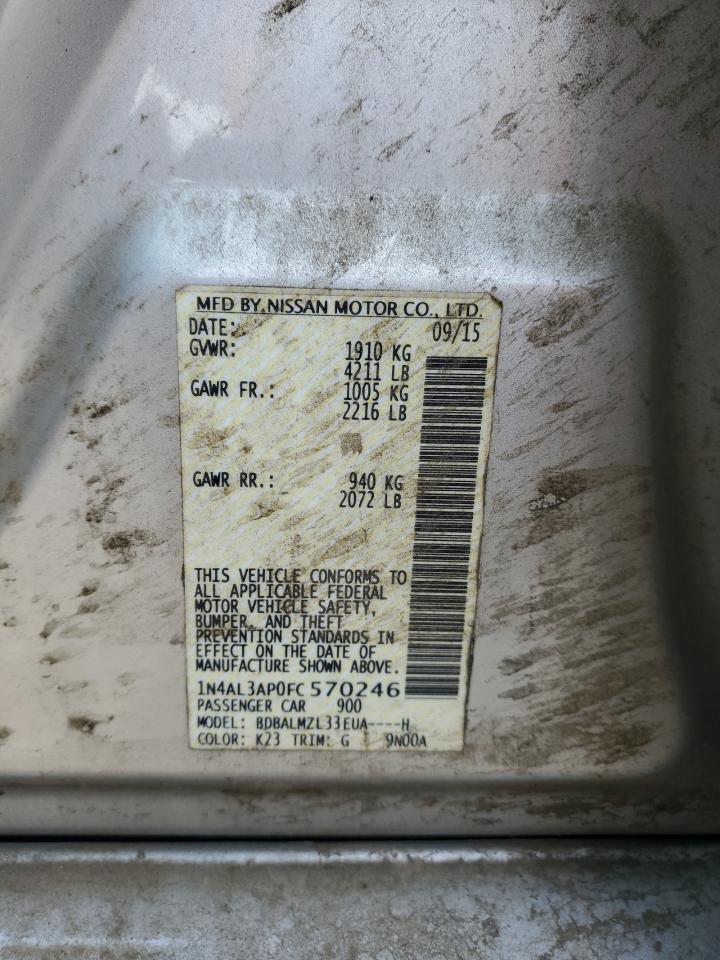 MFD BY NISSAN MOTOR CO., LTD.
DATE: 09/15
GVWR: 1910 KG
4211 LB
GAWR FR.: 1005 KG
2216 LB
GAWR RR.: 940 KG
2072 LB
THIS VEHICLE CONFORMS TO
ALL APPLICABLE FEDERAL
MOTOR VEHICLE SAFETY,
BUMPER, AND THEFT
PREVENTION STANDARDS IN
EFFECT ON THE DATE OF
MANUFACTURE SHOWN ABOVE.
1N4AL3AP0FC570246
PASSENGER CAR 900
MODEL: BDBALMZL33EUA----H
COLOR: K23 TRIM: G 9N00A